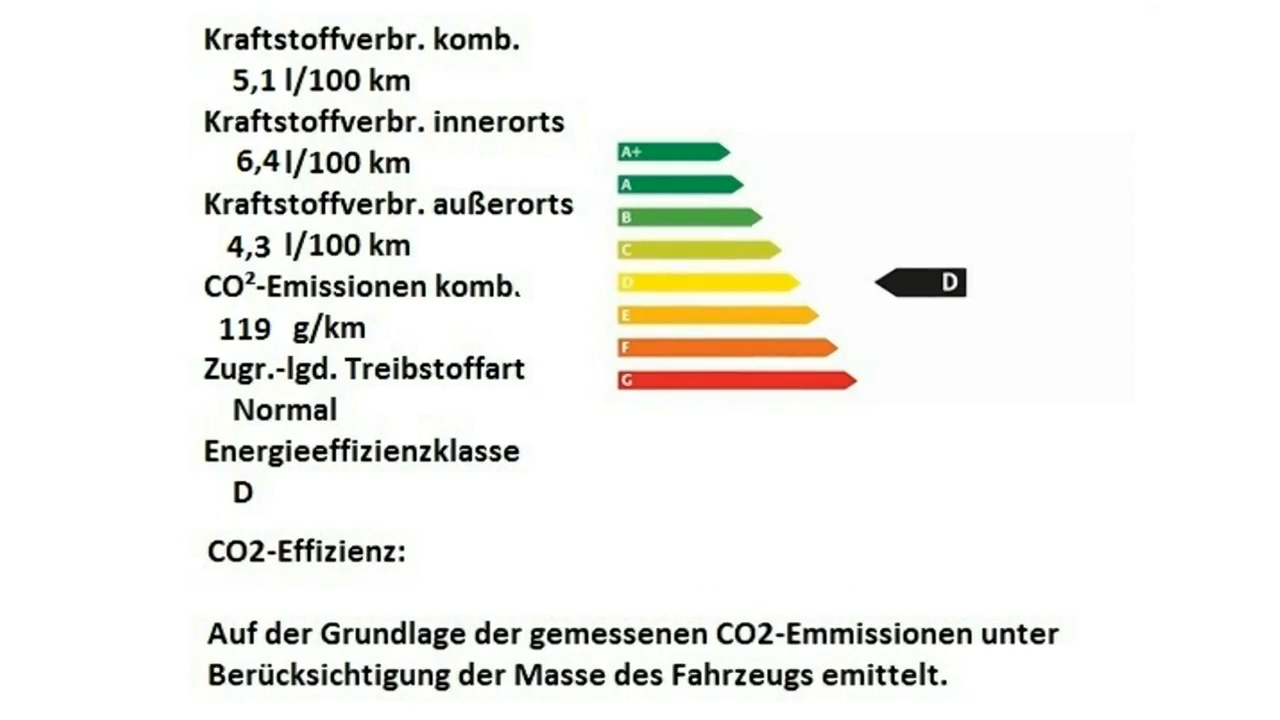 Kraftstoffverbr. komb.
5,1 l/100 km
Kraftstoffverbr. innerorts
6,4 l/100 km
Kraftstoffverbr. außerorts
4,3 l/100 km
CO²-Emissionen komb.
119 g/km
Zugr.-lgd. Treibstoffart
Normal
Energieeffizienzklasse
D
A+
A
B
C
D
E
F
G
D
CO2-Effizienz:
Auf der Grundlage der gemessenen CO2-Emmissionen unter
Berücksichtigung der Masse des Fahrzeugs emittelt.